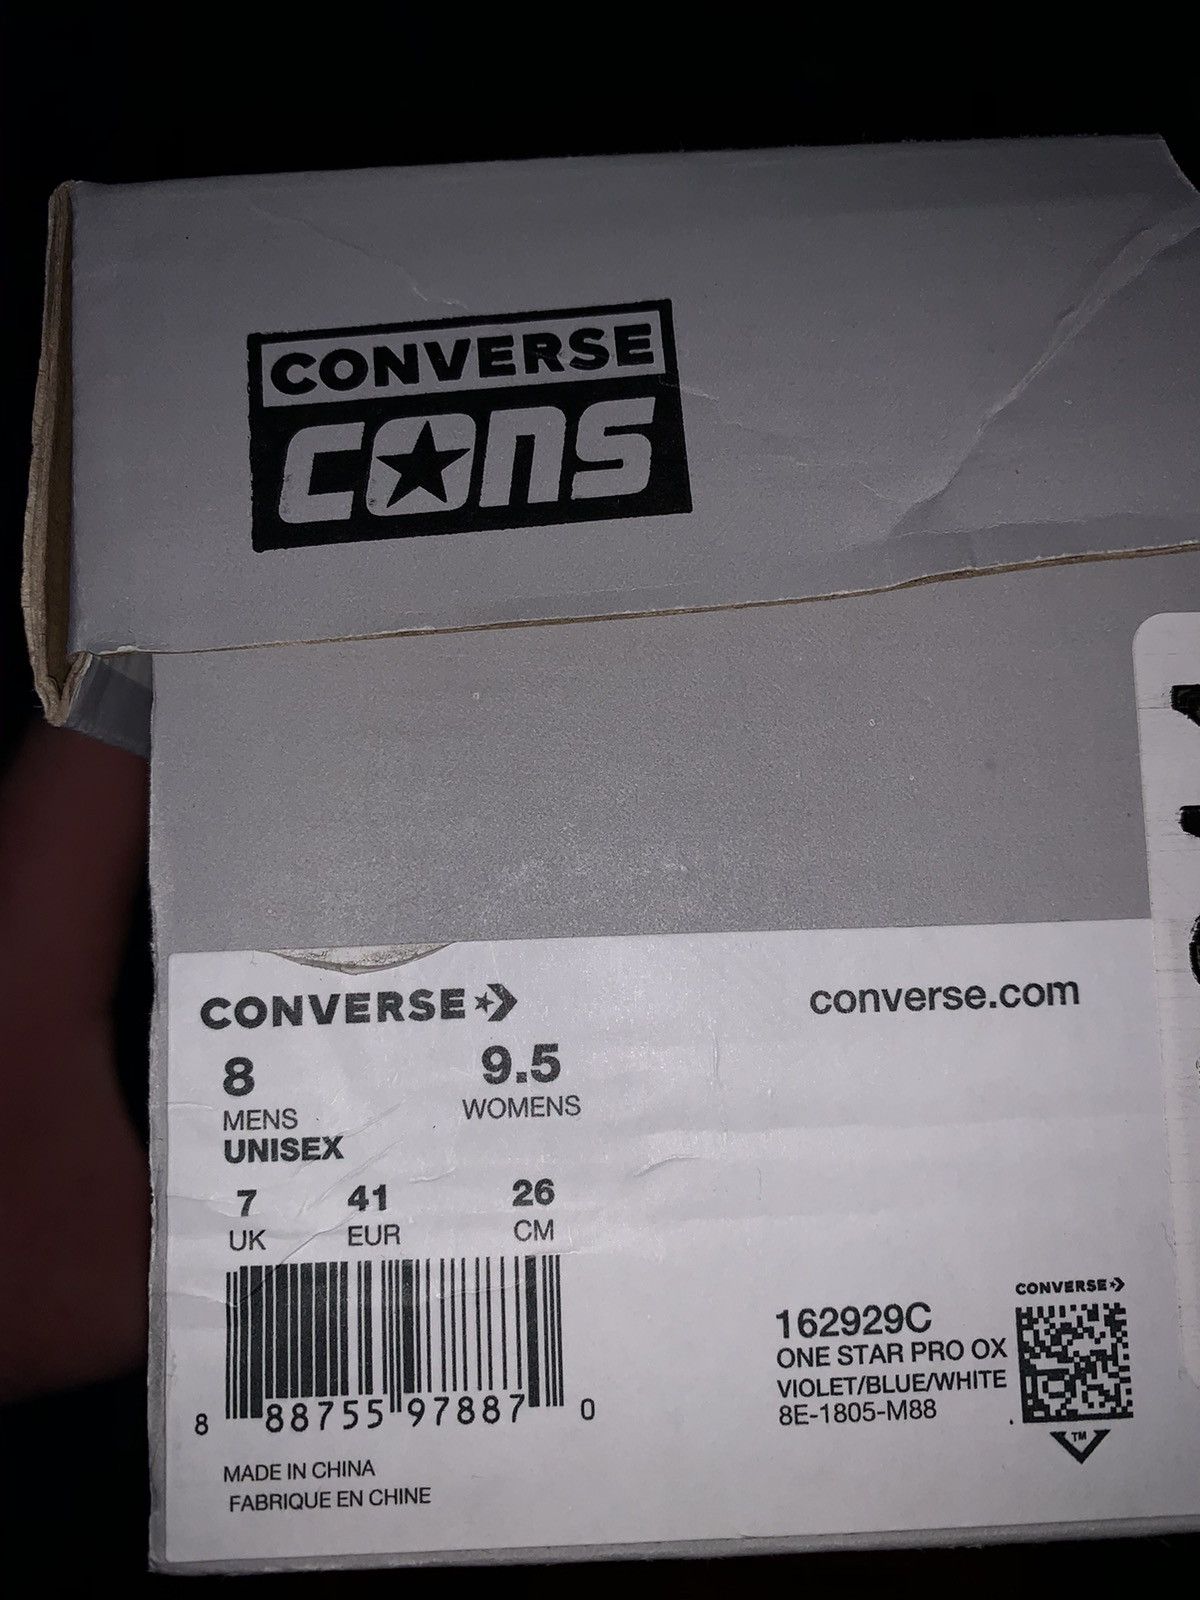 CONVERSE
CONS
CONVERSE
converse.com
8 9.5
MENS WOMENS
UNISEX
7 41 26
UK EUR CM
8 88755 97887 0
MADE IN CHINA
FABRIQUE EN CHINE
CONVERSE
162929C
ONE STAR PRO OX
VIOLET/BLUE/WHITE
8E-1805-M88
TM